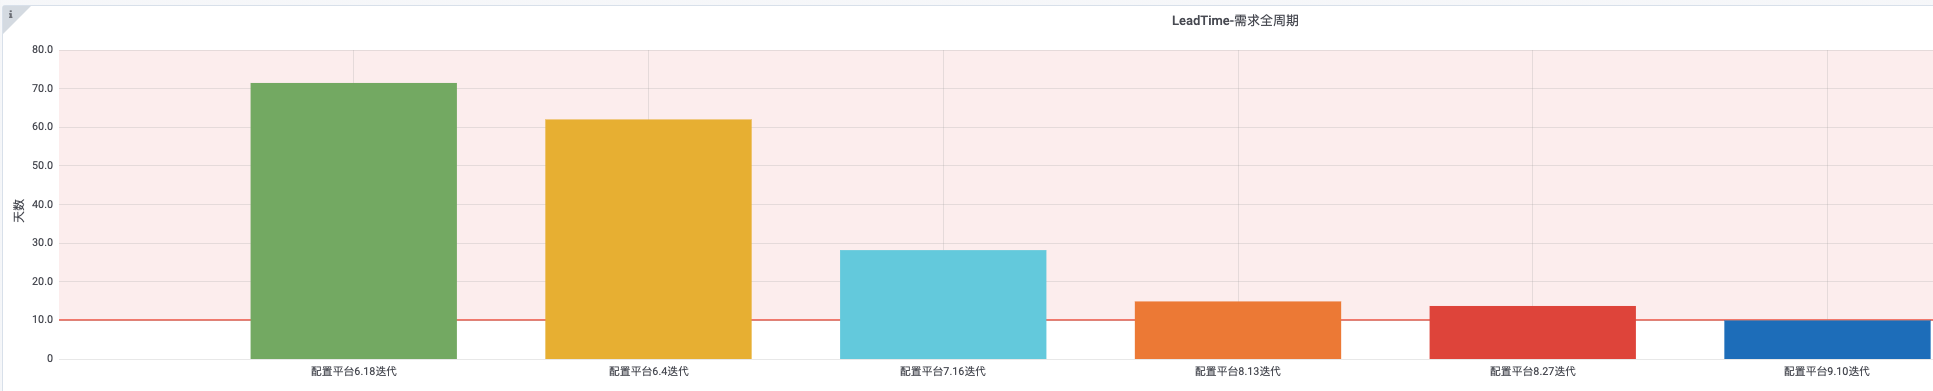 i
LeadTime-需求全周期
80.0
70.0
60.0
50.0
40.0
30.0
20.0
10.0
0
天数
配置平台6.18迭代
配置平台6.4迭代
配置平台7.16迭代
配置平台8.13迭代
配置平台8.27迭代
配置平台9.10迭代